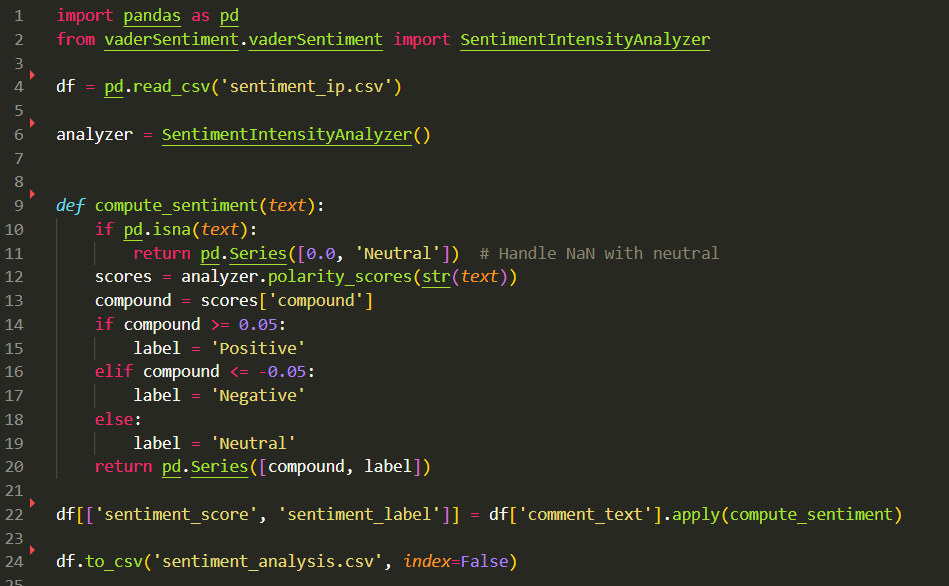 1 import pandas as pd
2 from vaderSentiment.vaderSentiment import SentimentIntensityAnalyzer
3
4 df = pd.read_csv('sentiment_ip.csv')
5
6 analyzer = SentimentIntensityAnalyzer()
7
8
9 def compute_sentiment(text):
10     if pd.isna(text):
11         return pd.Series([0.0, 'Neutral'])  # Handle NaN with neutral
12     scores = analyzer.polarity_scores(str(text))
13     compound = scores['compound']
14     if compound >= 0.05:
15         label = 'Positive'
16     elif compound <= -0.05:
17         label = 'Negative'
18     else:
19         label = 'Neutral'
20     return pd.Series([compound, label])
21
22 df[['sentiment_score', 'sentiment_label']] = df['comment_text'].apply(compute_sentiment)
23
24 df.to_csv('sentiment_analysis.csv', index=False)
25